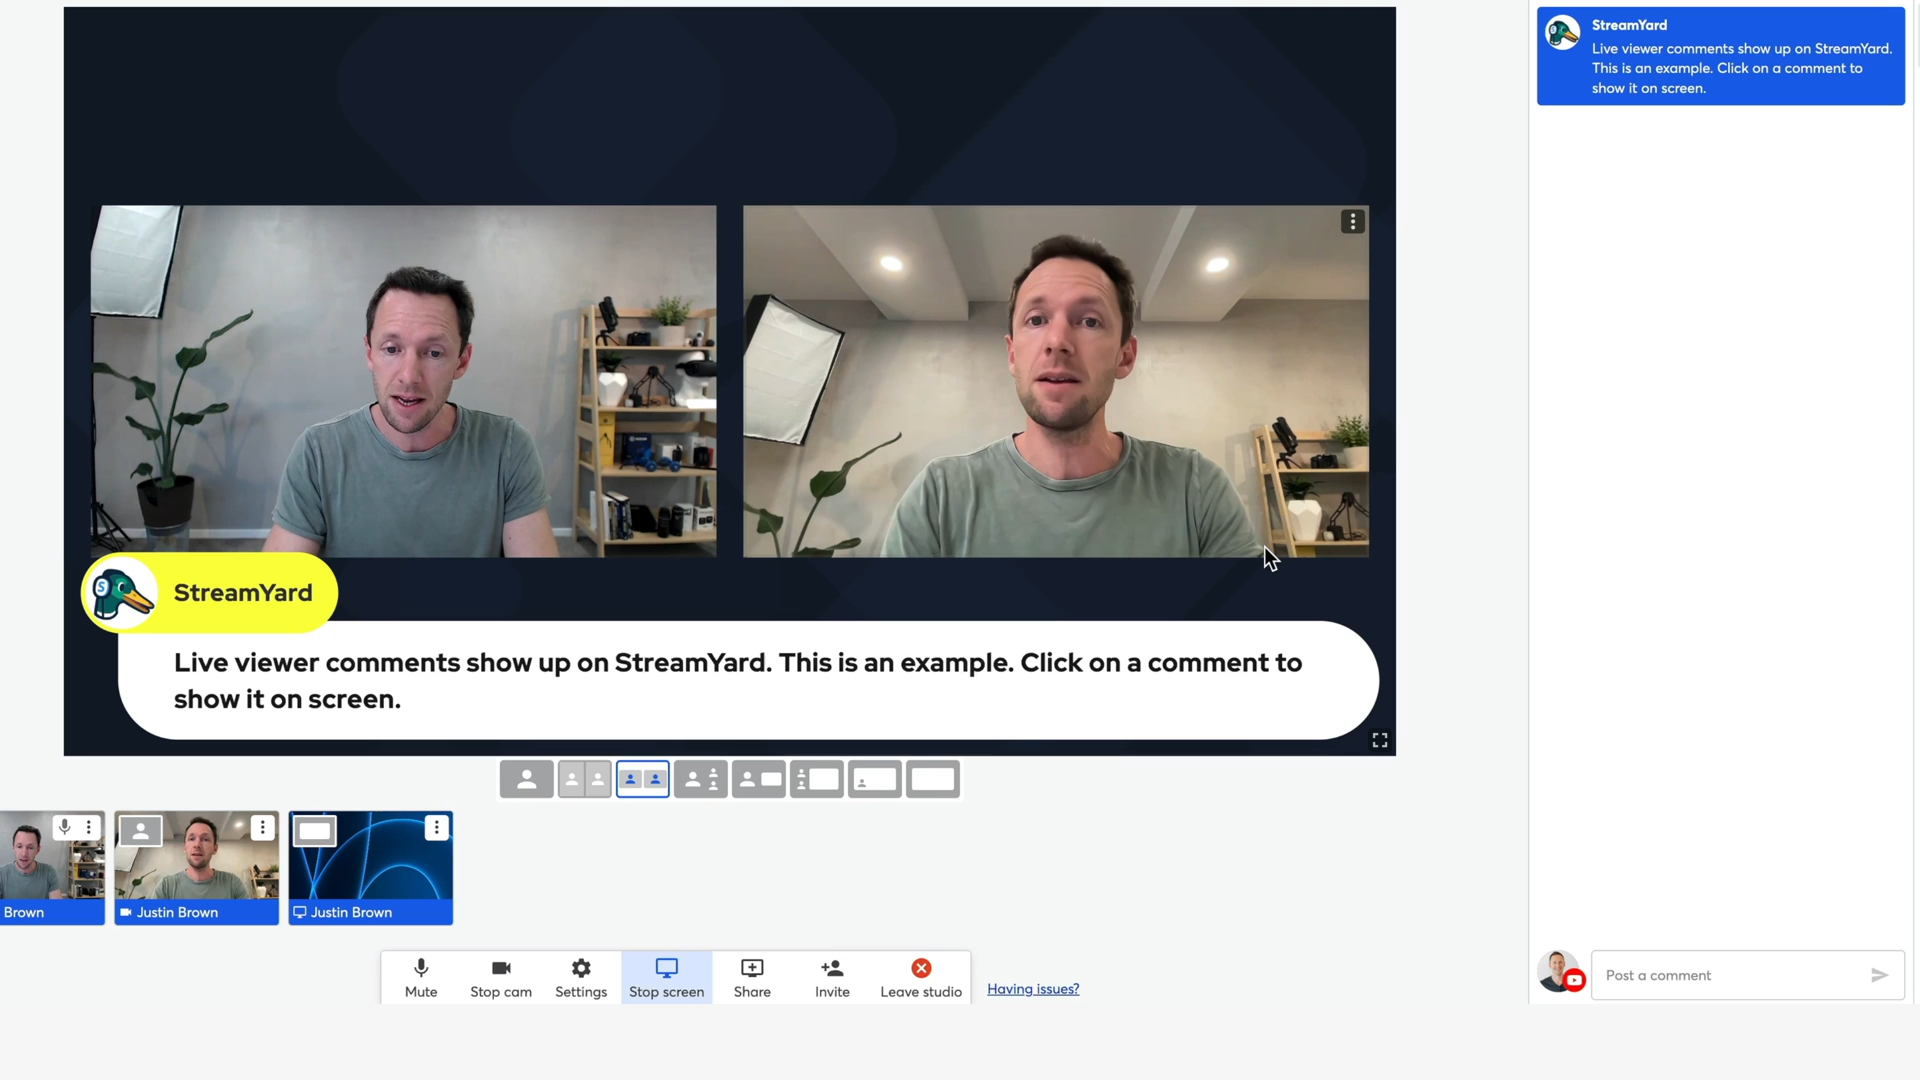 StreamYard
Live viewer comments show up on StreamYard.
This is an example. Click on a comment to
show it on screen.
StreamYard
Live viewer comments show up on StreamYard. This is an example. Click on a comment to
show it on screen.
Brown
Justin Brown
Justin Brown
Mute
Stop cam
Settings
Stop screen
Share
Invite
Leave studio
Having issues?
Post a comment